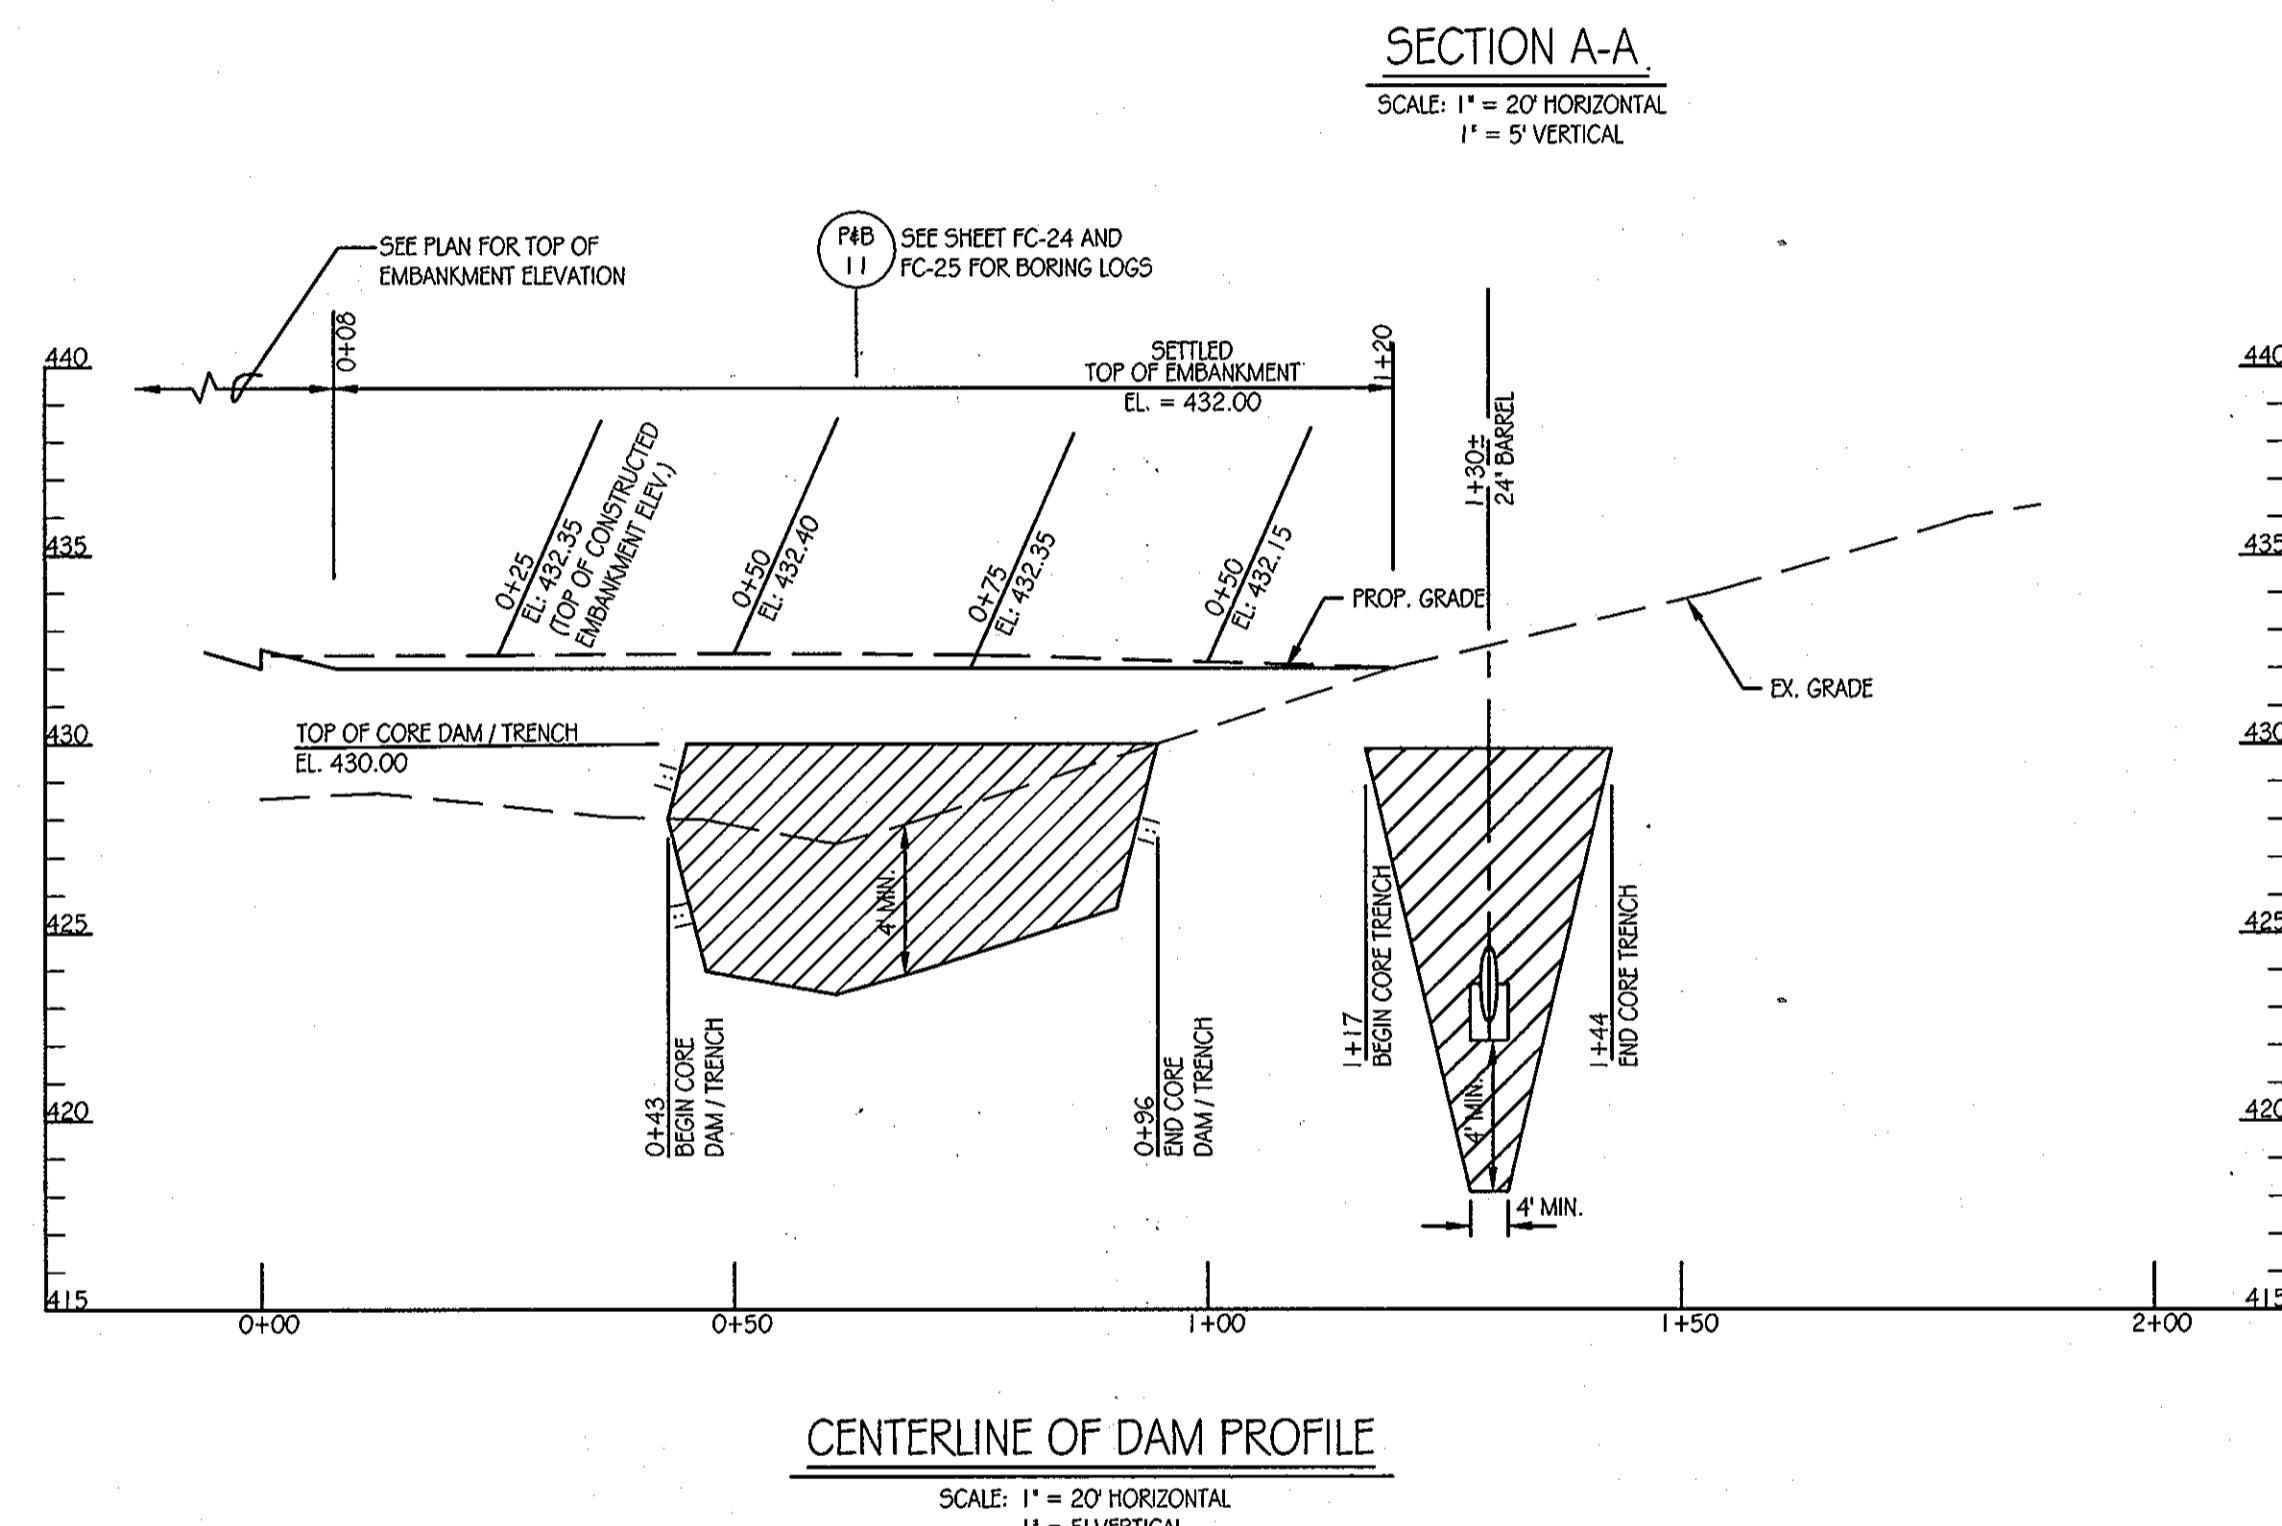 SECTION A-A
SCALE: 1" = 20' HORIZONTAL
1" = 5' VERTICAL
SEE PLAN FOR TOP OF
EMBANKMENT ELEVATION
P&B
11
SEE SHEET FC-24 AND
FC-25 FOR BORING LOGS
0+08
SETTLED
TOP OF EMBANKMENT
EL. = 432.00
1+20
1+30±
24" BARREL
440
435
430
425
420
415
440
435
430
425
420
415
0+25
EL: 432.35
(TOP OF CONSTRUCTED
EMBANKMENT ELEV.)
0+50
EL: 432.40
0+75
EL: 432.35
0+50
EL: 432.15
PROP. GRADE
EX. GRADE
TOP OF CORE DAM / TRENCH
EL. 430.00
1:1
1:1
1:1
4' MIN.
0+43
BEGIN CORE
DAM / TRENCH
0+96
END CORE
DAM / TRENCH
1+17
BEGIN CORE TRENCH
1+44
END CORE TRENCH
4' MIN.
4' MIN.
0+00
0+50
1+00
1+50
2+00
CENTERLINE OF DAM PROFILE
SCALE: 1" = 20' HORIZONTAL
1" = 5' VERTICAL